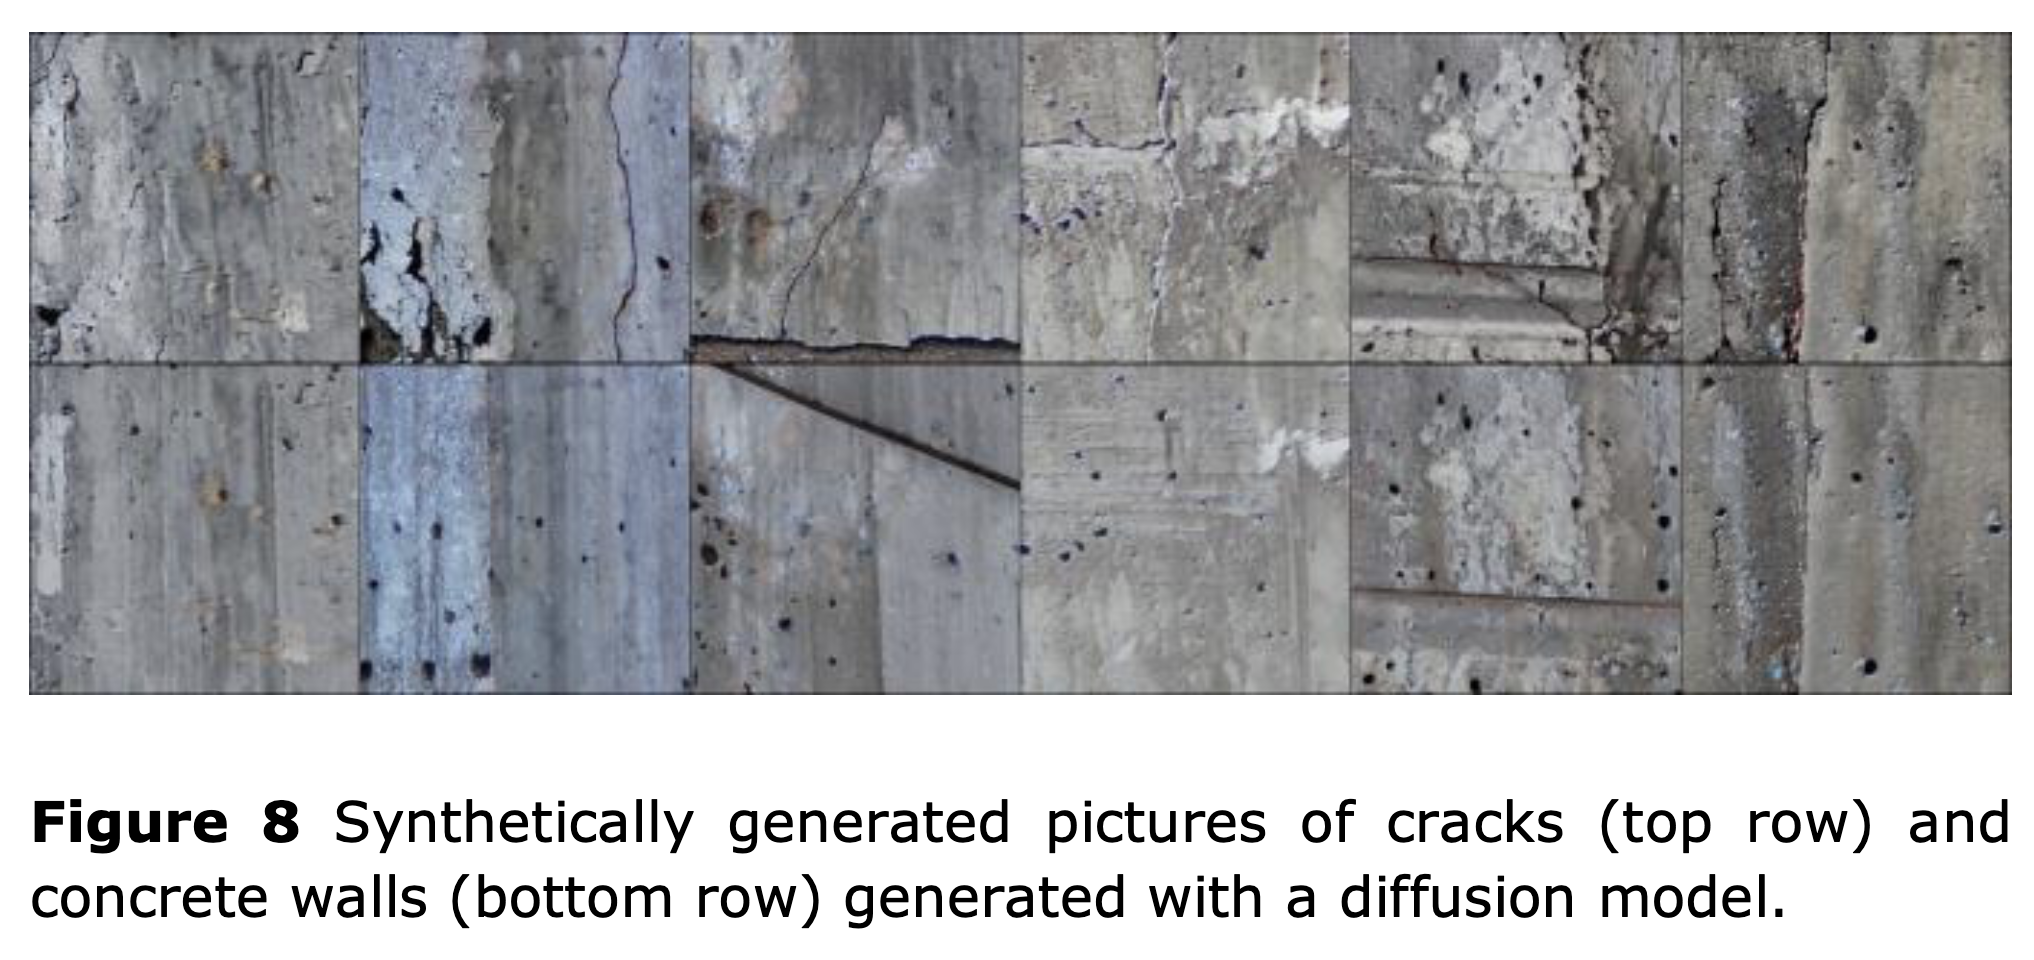 Figure 8 Synthetically generated pictures of cracks (top row) and
concrete walls (bottom row) generated with a diffusion model.